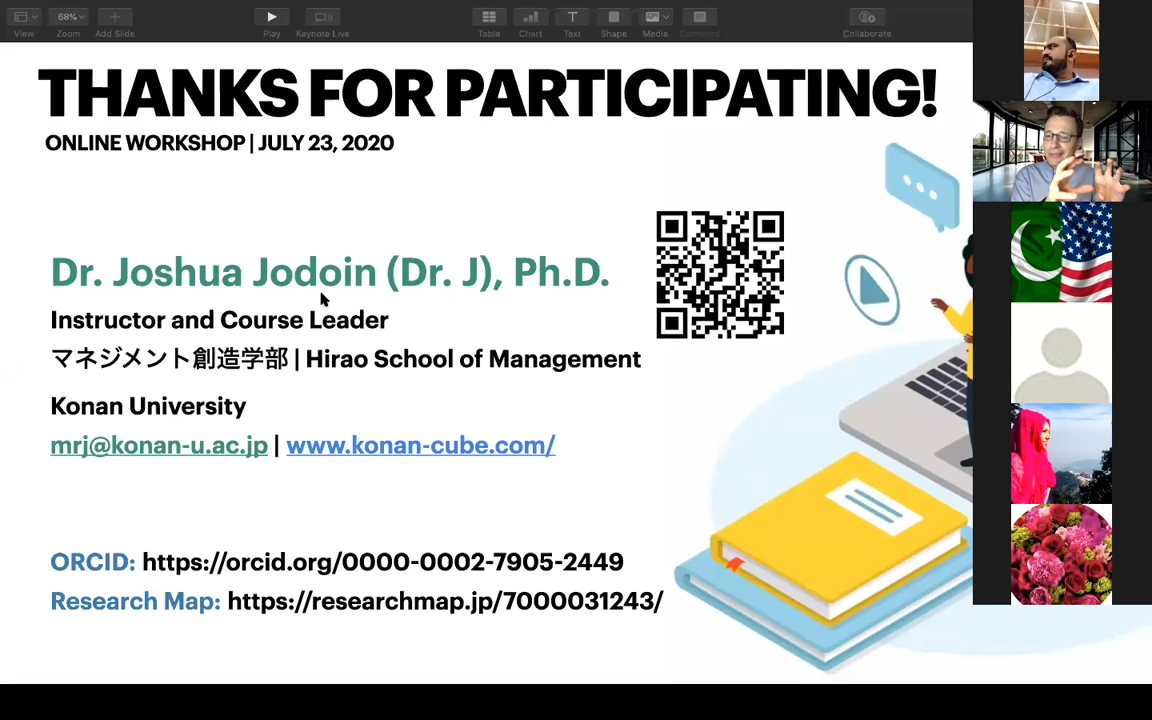 68%
View
Zoom
Add Slide
Play
Keynote Live
Table
Chart
Text
Shape
Media
Comment
Collaborate
THANKS FOR PARTICIPATING!
ONLINE WORKSHOP | JULY 23, 2020
Dr. Joshua Jodoin (Dr. J), Ph.D.
Instructor and Course Leader
マネジメント創造学部 | Hirao School of Management
Konan University
mrj@konan-u.ac.jp | www.konan-cube.com/
ORCID: https://orcid.org/0000-0002-7905-2449
Research Map: https://researchmap.jp/7000031243/